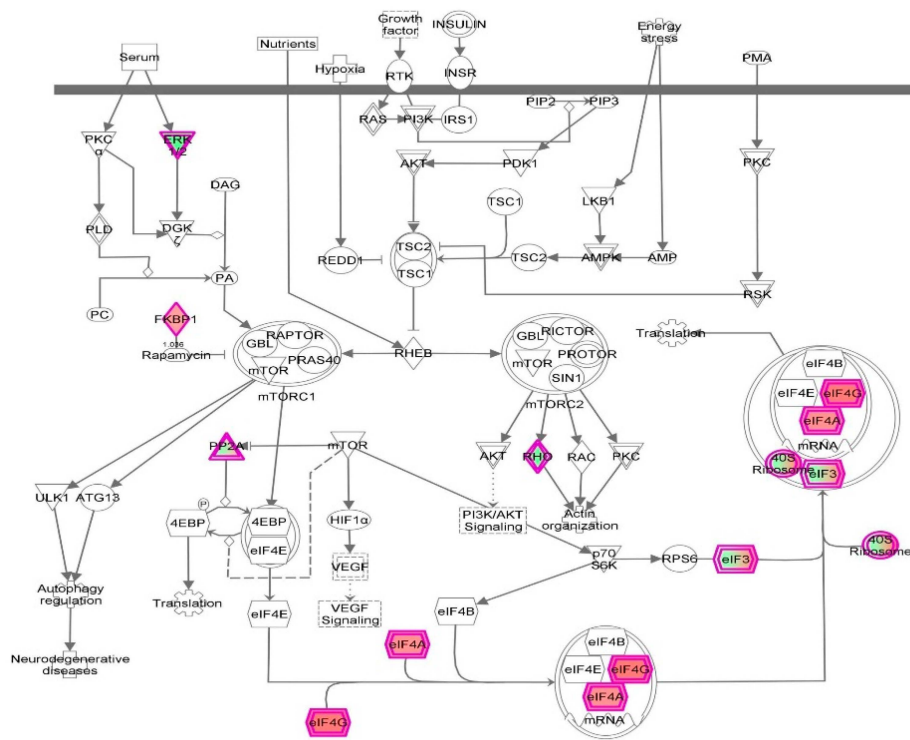 Growth
factor
INSULIN
Energy
stress
Nutrients
Serum
Hypoxia
RTK
INSR
PMA
PIP2
PIP3
RAS
PI3K
IRS1
PKC
α
ERK
1/2
AKT
PDK1
PKC
DAG
LKB1
TSC1
PLD
DGK
ζ
TSC2
REDD1
TSC2
AMPK
AMP
TSC1
PA
RSK
PC
FKBP1
Translation
1.036
Rapamycin
GBL
RAPTOR
PRAS40
mTOR
mTORC1
RHEB
GBL
RICTOR
PROTOR
mTOR
SIN1
mTORC2
eIF4B
eIF4E
eIF4G
eIF4A
mRNA
40S
Ribosome
eIF3
PP2A
mTOR
AKT
RHO
RAC
PKC
ULK1
ATG13
P
4EBP
4EBP
eIF4E
HIF1α
PI3K/AKT
Signaling
Actin
organization
40S
Ribosome
p70
S6K
RPS6
eIF3
VEGF
Autophagy
regulation
Translation
eIF4E
VEGF
Signaling
eIF4B
Neurodegenerative
diseases
eIF4A
eIF4B
eIF4E
eIF4G
eIF4A
mRNA
eIF4G